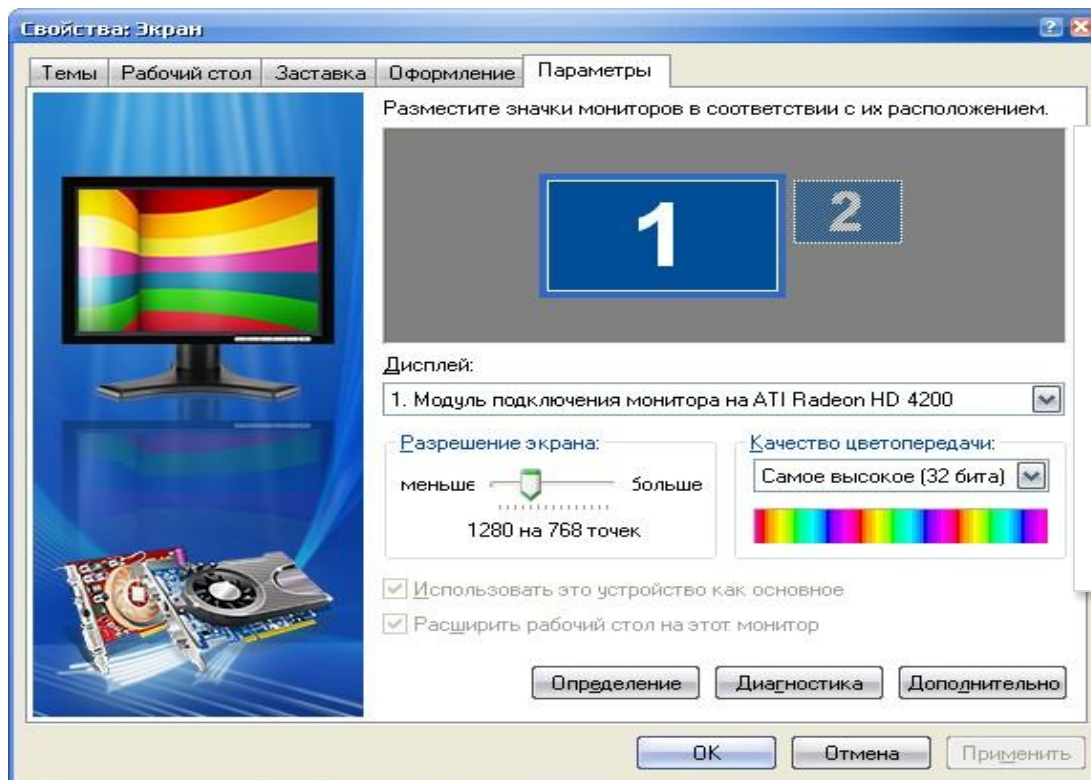 Свойства: Экран
Темы Рабочий стол Заставка Оформление Параметры
Разместите значки мониторов в соответствии с их расположением.
1 2
Дисплей:
1. Модуль подключения монитора на ATI Radeon HD 4200
Разрешение экрана: Качество цветопередачи:
меньше больше Самое высокое (32 бита)
1280 на 768 точек
Использовать это устройство как основное
Расширить рабочий стол на этот монитор
Определение Диагностика Дополнительно
ОК Отмена Применить